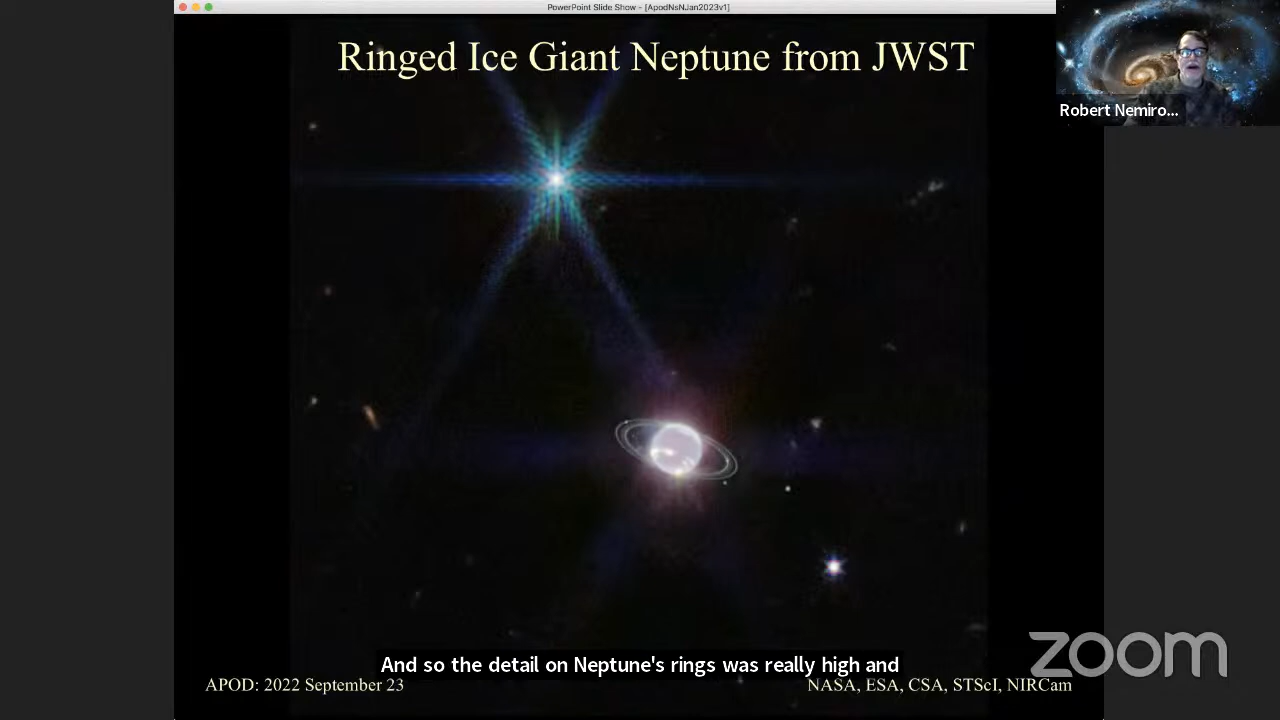 PowerPoint Slide Show - [ApodNsNJan2023v1]
Ringed Ice Giant Neptune from JWST
Robert Nemiro...
And so the detail on Neptune's rings was really high and
APOD: 2022 September 23
NASA, ESA, CSA, STScI, NIRCam
zoom